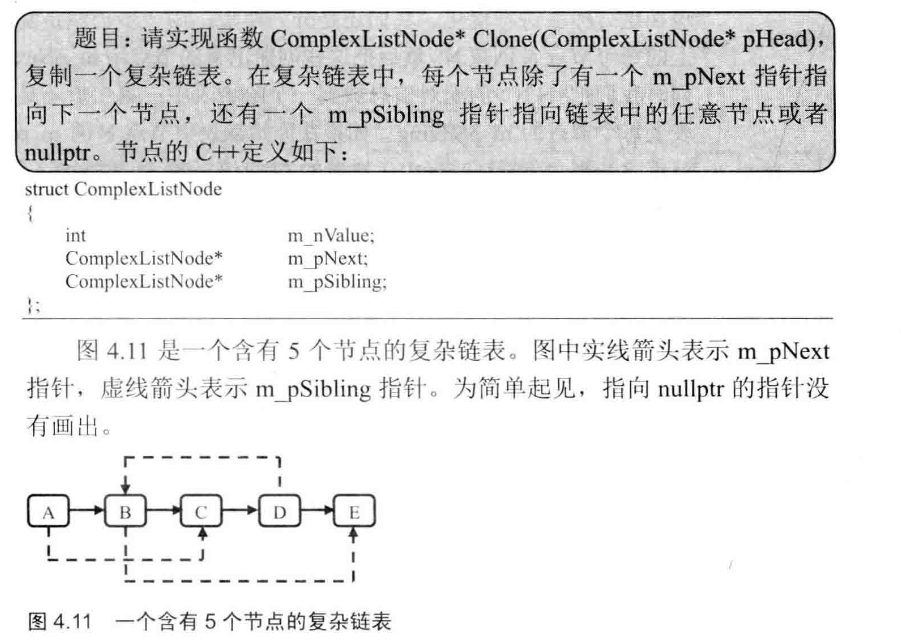 题目：请实现函数 ComplexListNode* Clone(ComplexListNode* pHead)，
复制一个复杂链表。在复杂链表中，每个节点除了有一个 m_pNext 指针指
向下一个节点，还有一个 m_pSibling 指针指向链表中的任意节点或者
nullptr。节点的 C++定义如下：
struct ComplexListNode
{
int m_nValue;
ComplexListNode* m_pNext;
ComplexListNode* m_pSibling;
};
图 4.11 是一个含有 5 个节点的复杂链表。图中实线箭头表示 m_pNext
指针，虚线箭头表示 m_pSibling 指针。为简单起见，指向 nullptr 的指针没
有画出。
A B C D E
图 4.11 一个含有 5 个节点的复杂链表